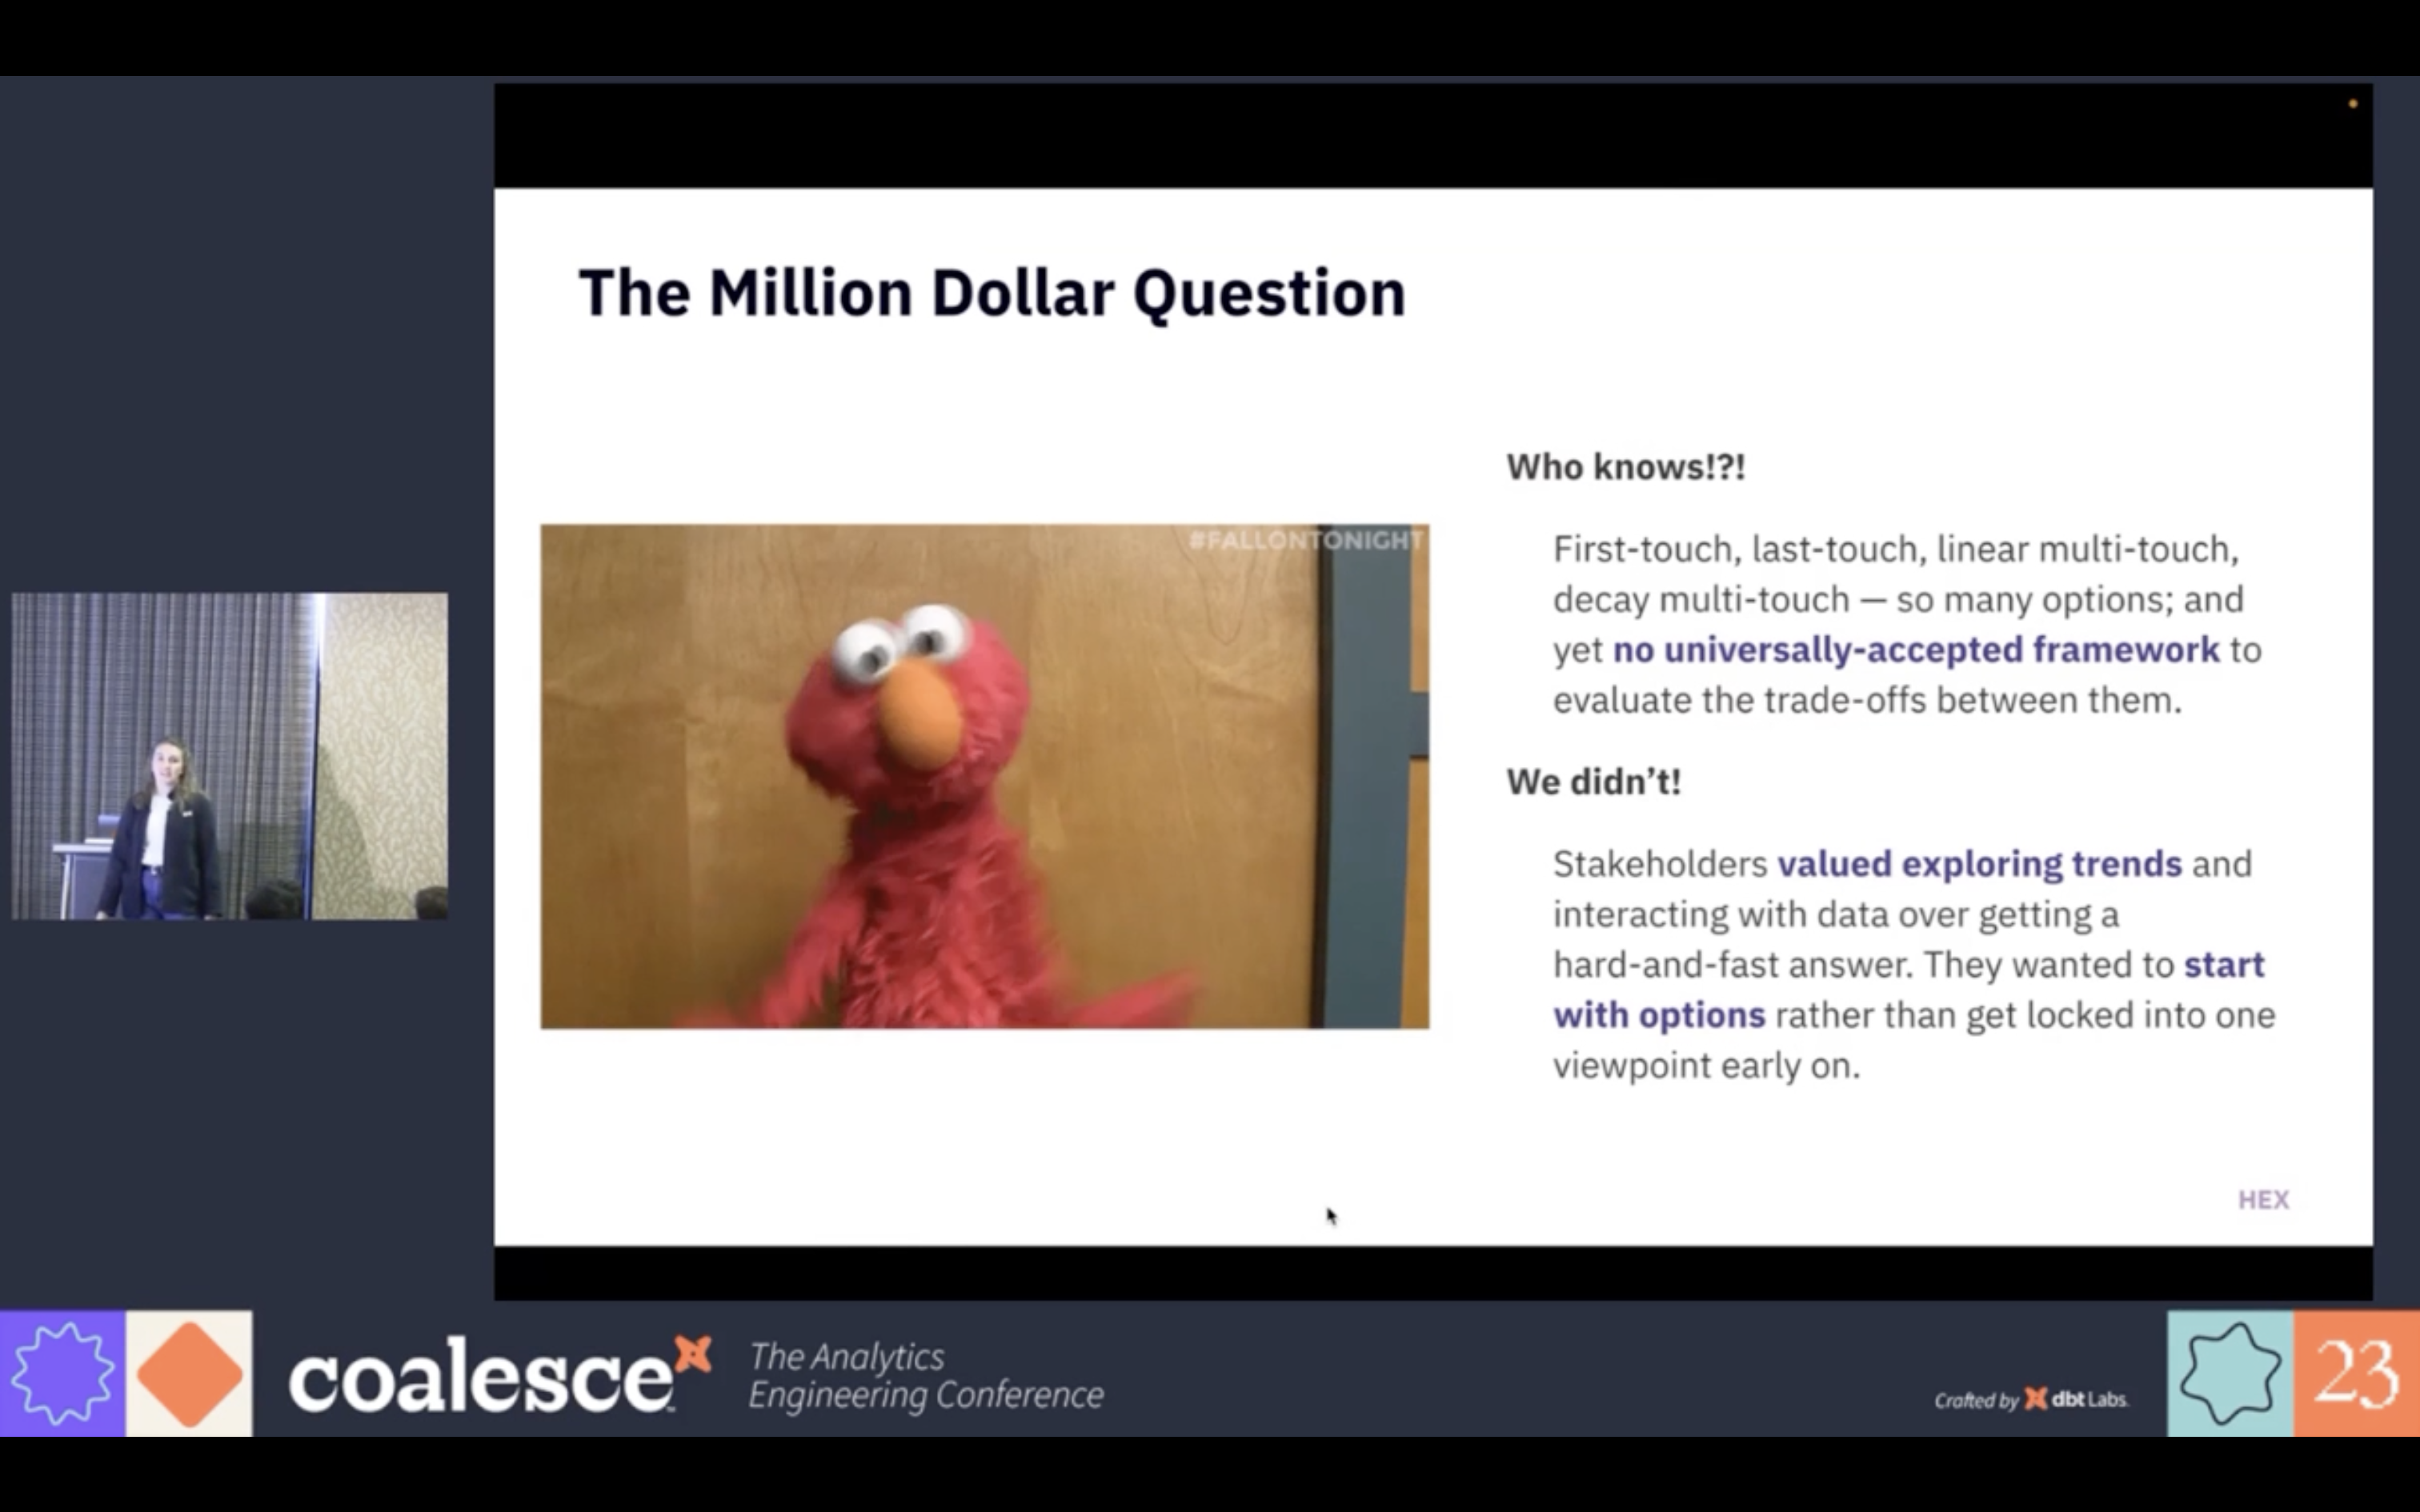 The Million Dollar Question
#FALLONTONIGHT
Who knows!?!
First-touch, last-touch, linear multi-touch,
decay multi-touch — so many options; and
yet no universally-accepted framework to
evaluate the trade-offs between them.
We didn’t!
Stakeholders valued exploring trends and
interacting with data over getting a
hard-and-fast answer. They wanted to start
with options rather than get locked into one
viewpoint early on.
HEX
coalesce
The Analytics
Engineering Conference
Crafted by dbt Labs
23